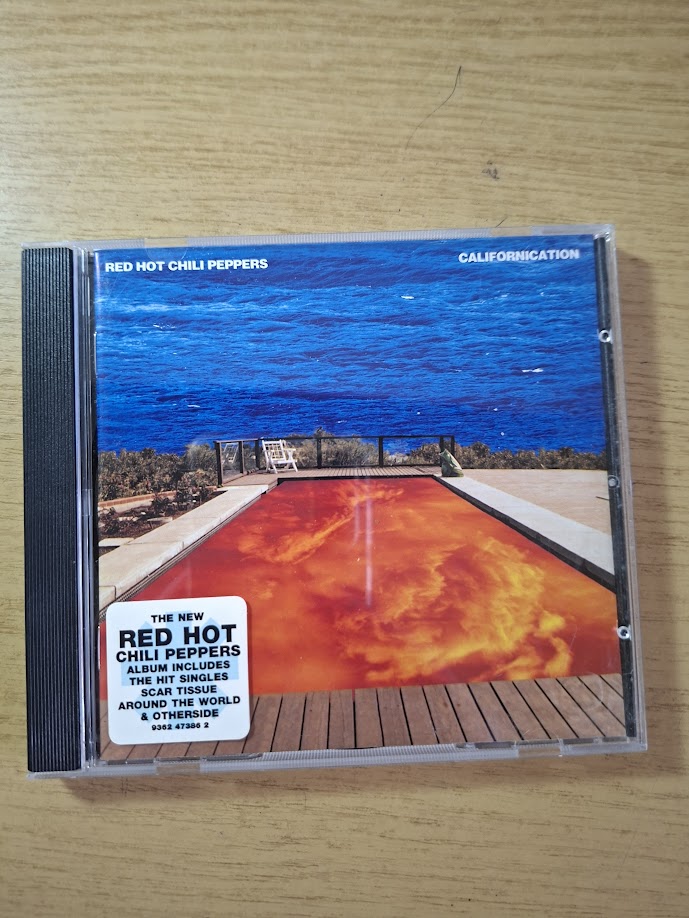 RED HOT CHILI PEPPERS
CALIFORNICATION
THE NEW
RED HOT
CHILI PEPPERS
ALBUM INCLUDES
THE HIT SINGLES
SCAR TISSUE
AROUND THE WORLD
& OTHERSIDE
9362 47386 2